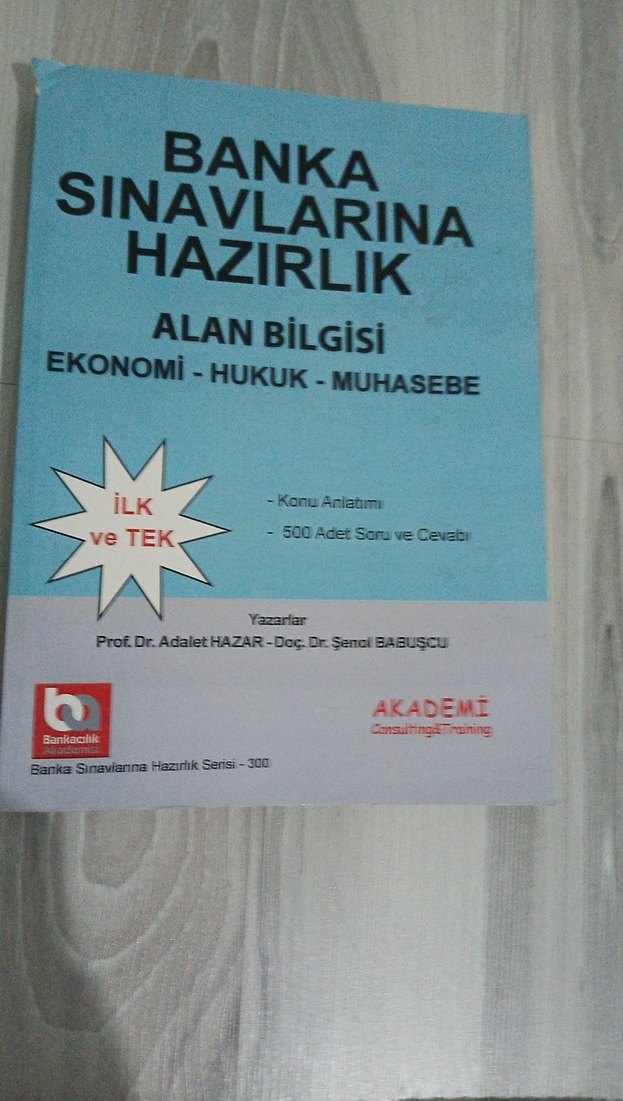 BANKA
SINAVLARINA
HAZIRLIK
ALAN BİLGİSİ
EKONOMİ - HUKUK - MUHASEBE
İLK
ve TEK
- Konu Anlatımı
- 500 Adet Soru ve Cevabı
Yazarlar
Prof. Dr. Adalet HAZAR - Doç. Dr. Şenol BABUŞCU
ba
Bankacılık
Akademisi
AKADEMİ
Consulting&Training
Banka Sınavlarına Hazırlık Serisi - 300